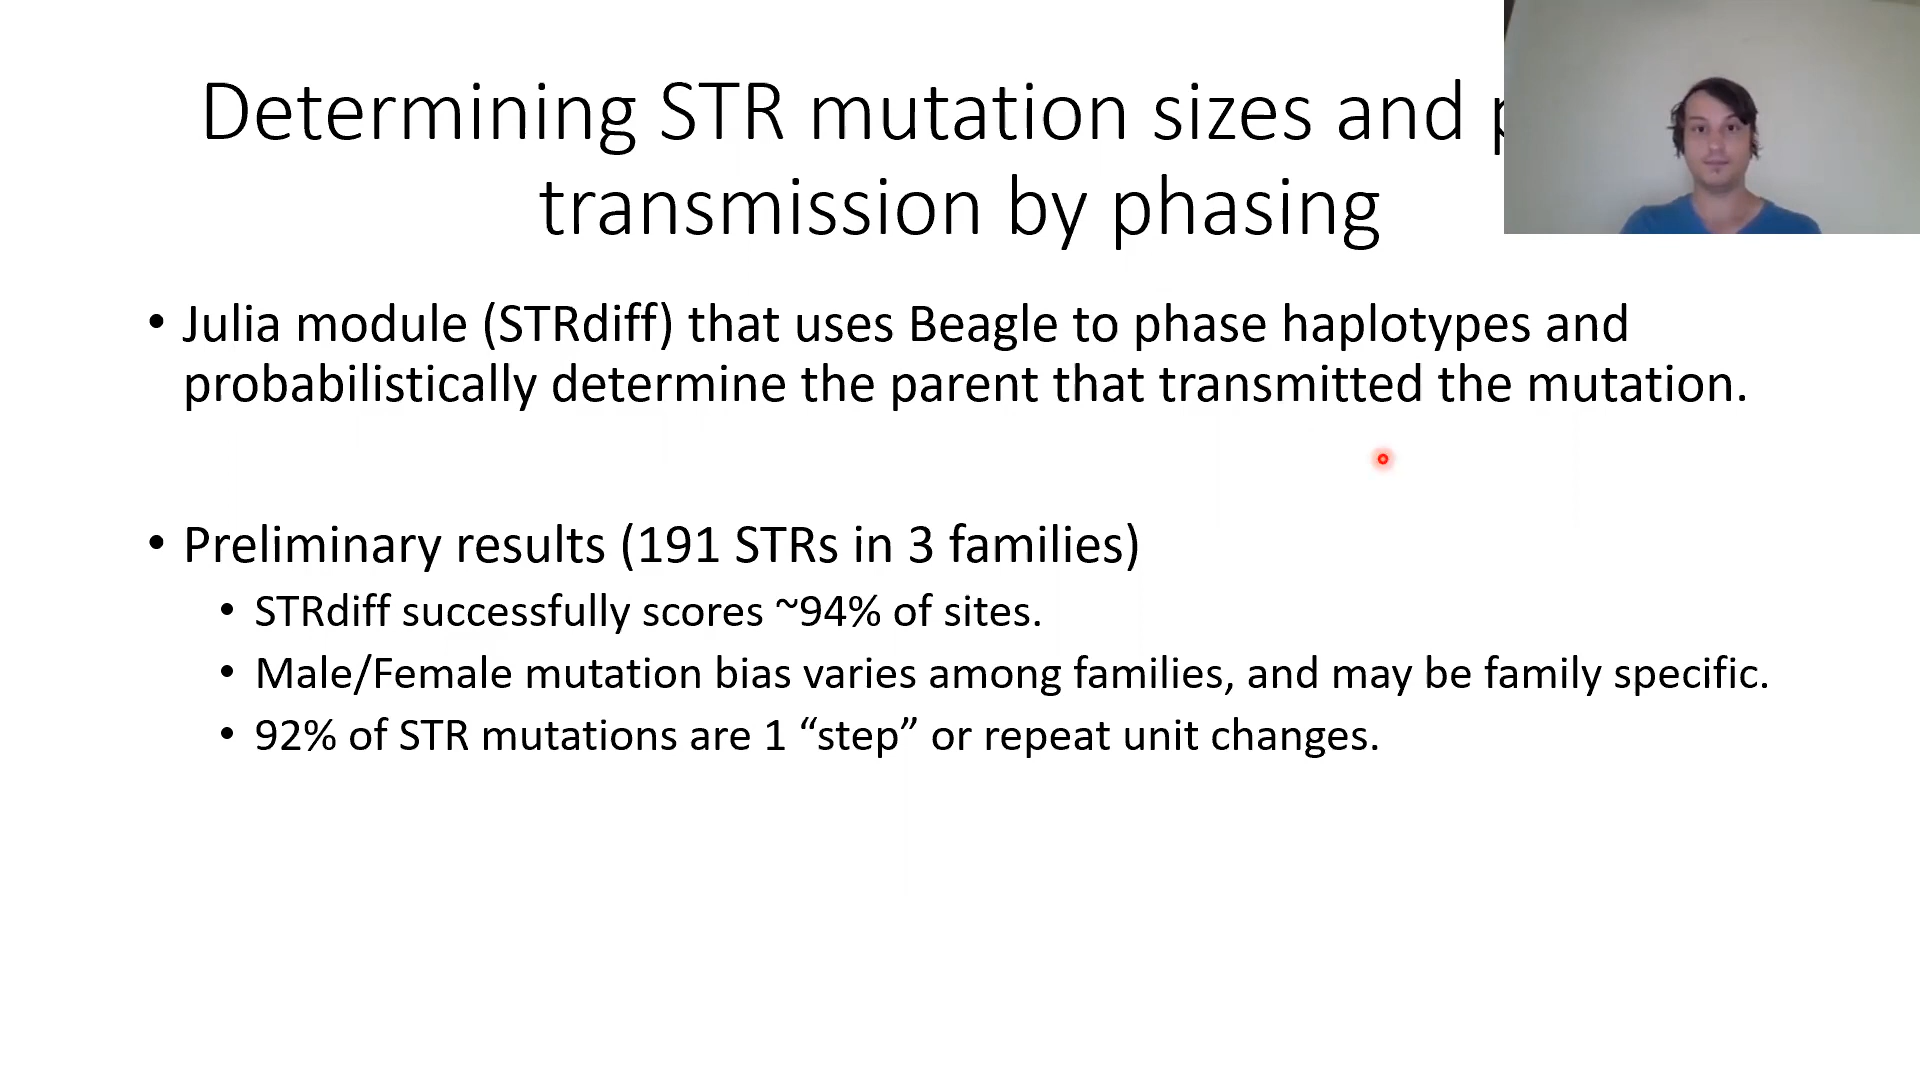 Determining STR mutation sizes and
transmission by phasing
• Julia module (STRdiff) that uses Beagle to phase haplotypes and
probabilistically determine the parent that transmitted the mutation.
• Preliminary results (191 STRs in 3 families)
• STRdiff successfully scores ~94% of sites.
• Male/Female mutation bias varies among families, and may be family specific.
• 92% of STR mutations are 1 “step” or repeat unit changes.